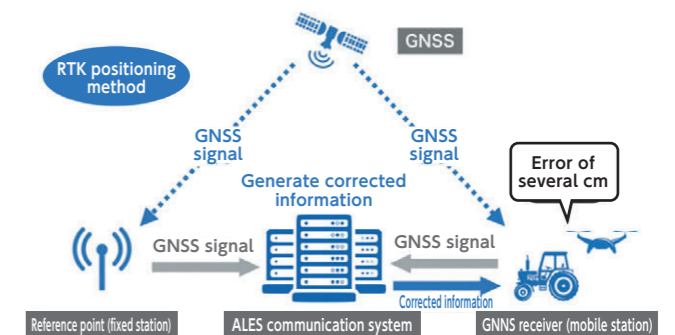 GNSS
RTK positioning
method
GNSS
signal
GNSS
signal
Error of
several cm
Generate corrected
information
GNSS signal
GNSS signal
Corrected information
Reference point (fixed station)
ALES communication system
GNNS receiver (mobile station)